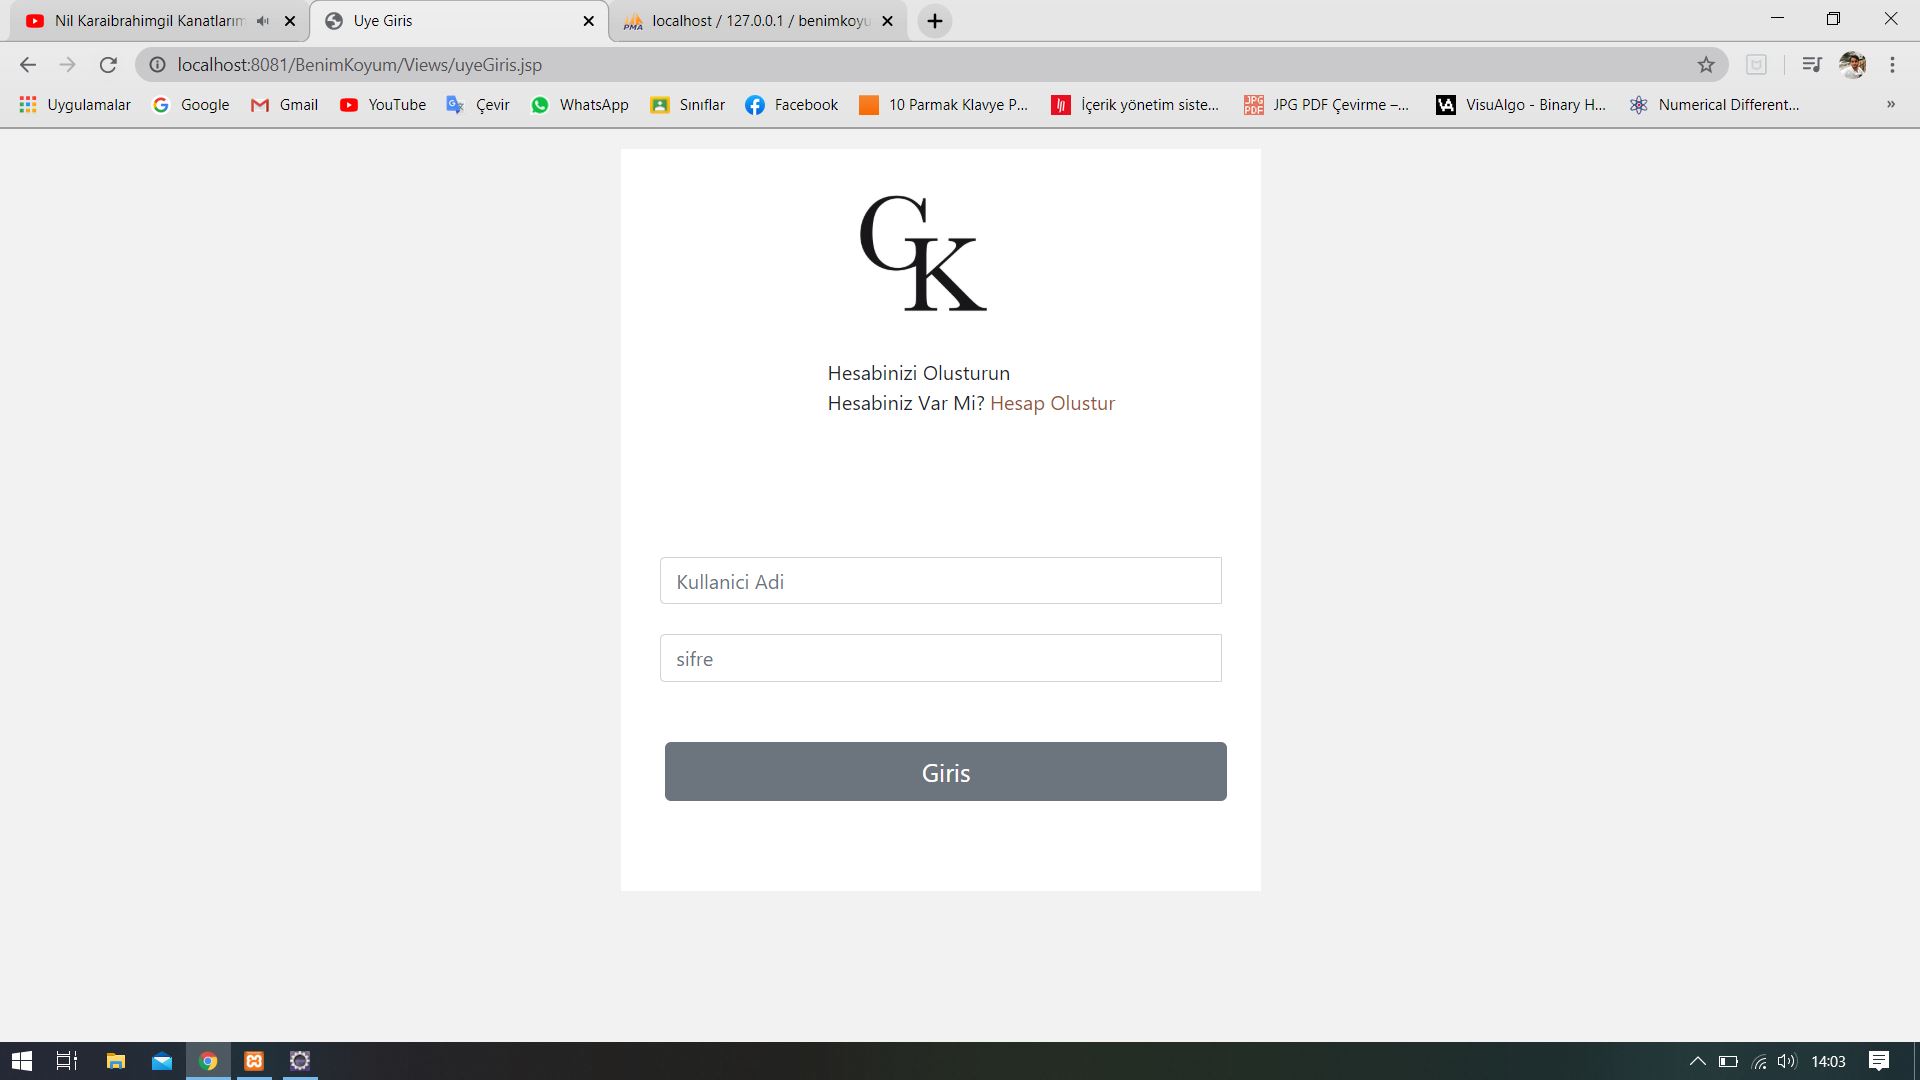 Nil Karaibrahimgil Kanatlarım
Uye Giris
localhost / 127.0.0.1 / benimkoyu
localhost:8081/BenimKoyum/Views/uyeGiris.jsp
Uygulamalar
Google
Gmail
YouTube
Çevir
WhatsApp
Sınıflar
Facebook
10 Parmak Klavye P...
İçerik yönetim siste...
JPG PDF Çevirme –...
VisuAlgo - Binary H...
Numerical Different...
»
GK
Hesabinizi Olusturun
Hesabiniz Var Mi? Hesap Olustur
Kullanici Adi
sifre
Giris
14:03